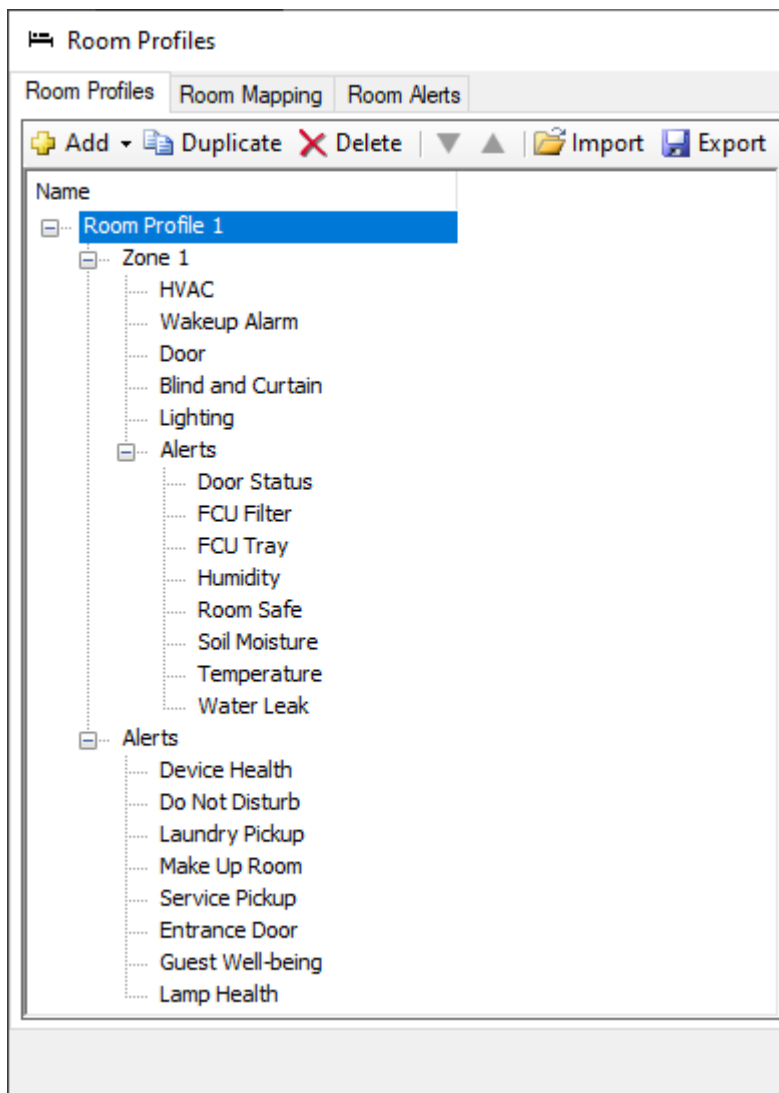 Room Profiles
Room Profiles Room Mapping Room Alerts
Add Duplicate Delete Import Export
Name
Room Profile 1
Zone 1
HVAC
Wakeup Alarm
Door
Blind and Curtain
Lighting
Alerts
Door Status
FCU Filter
FCU Tray
Humidity
Room Safe
Soil Moisture
Temperature
Water Leak
Alerts
Device Health
Do Not Disturb
Laundry Pickup
Make Up Room
Service Pickup
Entrance Door
Guest Well-being
Lamp Health